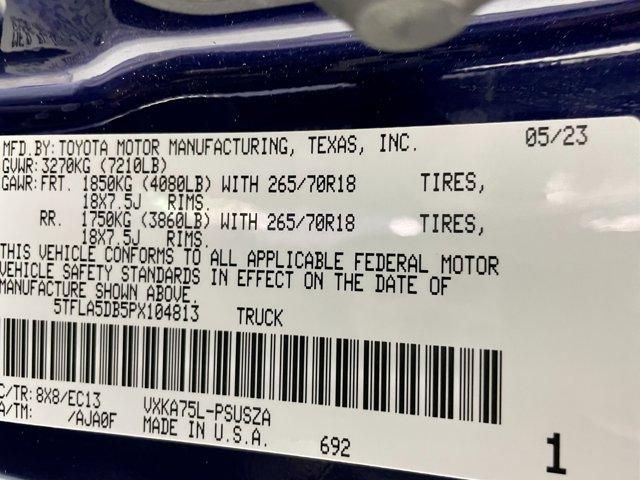 MFD.BY: TOYOTA MOTOR MANUFACTURING, TEXAS, INC. 05/23
GVWR: 3270KG (7210LB)
GAWR: FRT. 1850KG (4080LB) WITH 265/70R18 TIRES,
18X7.5J RIMS.
RR. 1750KG (3860LB) WITH 265/70R18 TIRES,
18X7.5J RIMS.
THIS VEHICLE CONFORMS TO ALL APPLICABLE FEDERAL MOTOR
VEHICLE SAFETY STANDARDS IN EFFECT ON THE DATE OF
MANUFACTURE SHOWN ABOVE.
5TFLA5DB5PX104813 TRUCK
C/TR: 8X8/EC13 VXKA75L-PSUSZA
A/TM: /AJA0F MADE IN U.S.A. 692 1